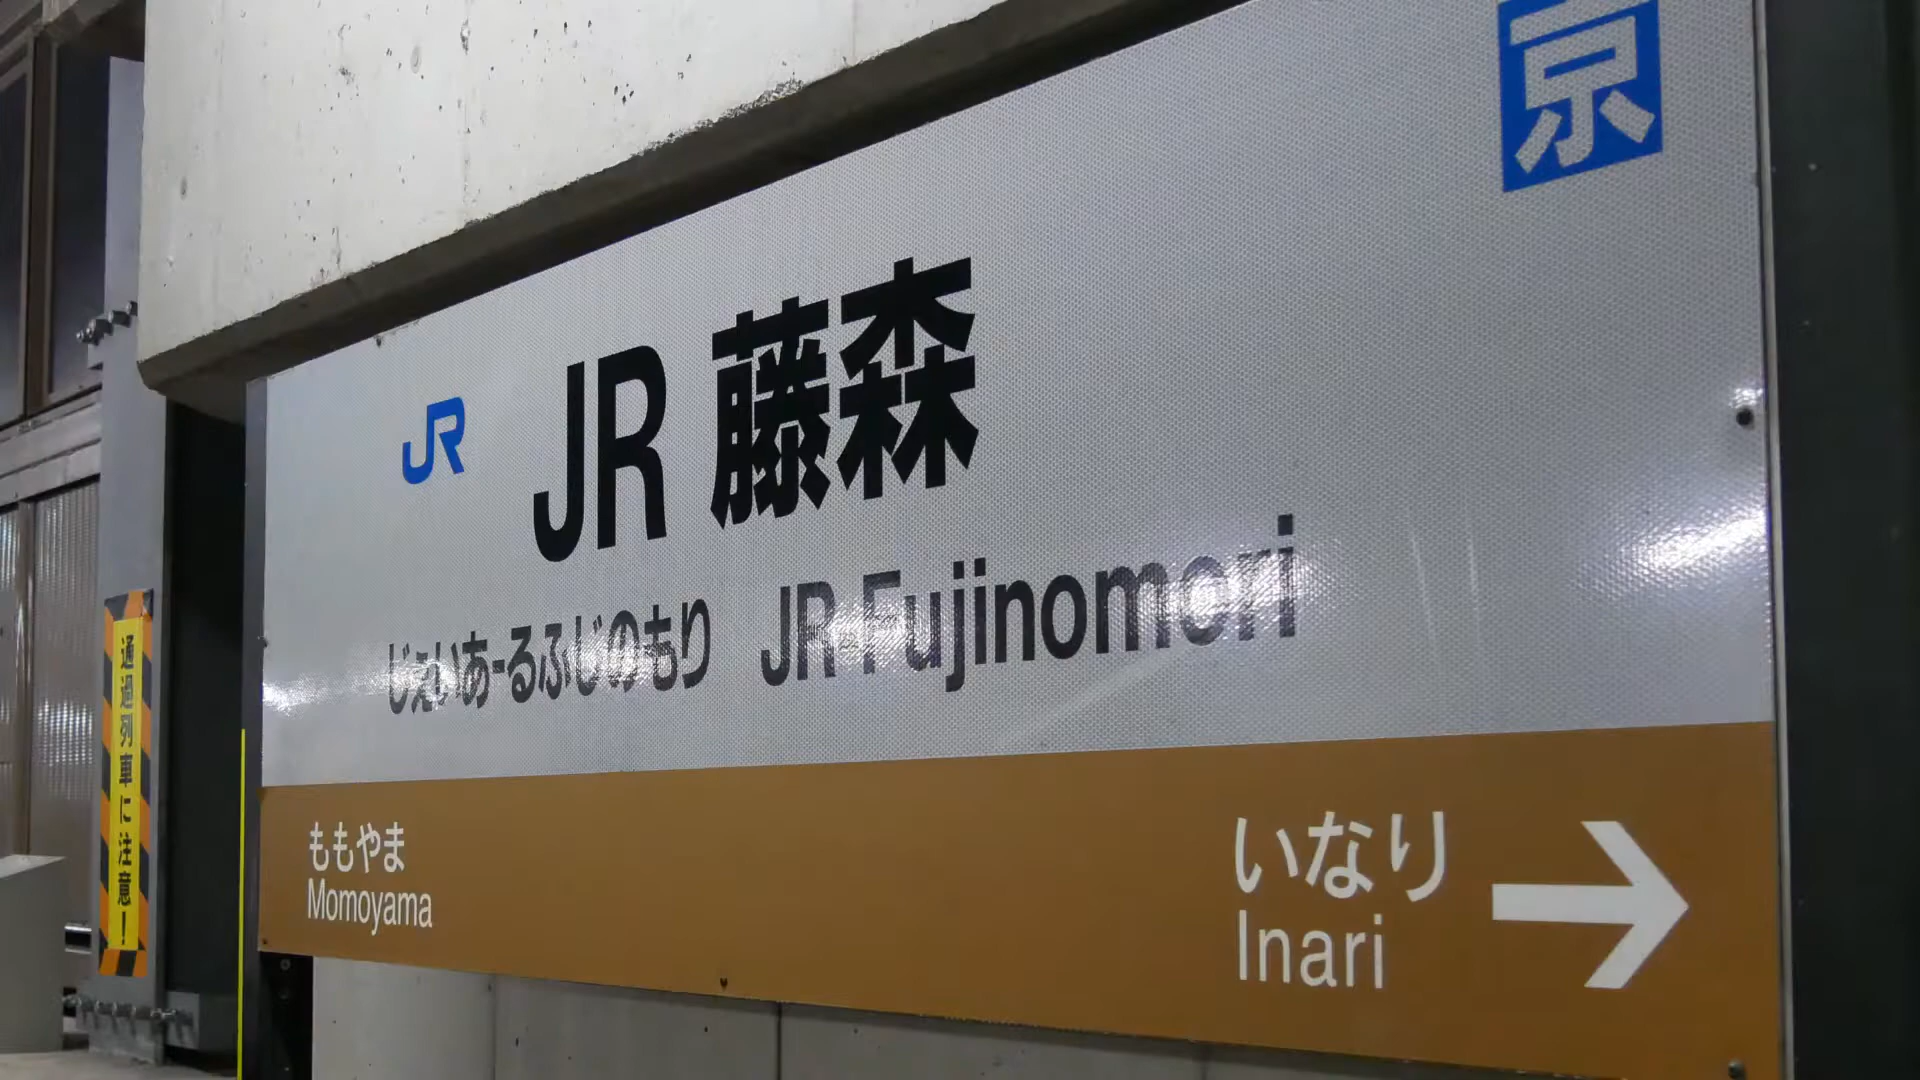 京
JR JR 藤森
じぇいあーるふじのもり JR-Fujinomori
ももやま
Momoyama
いなり
Inari
通過列車に注意!